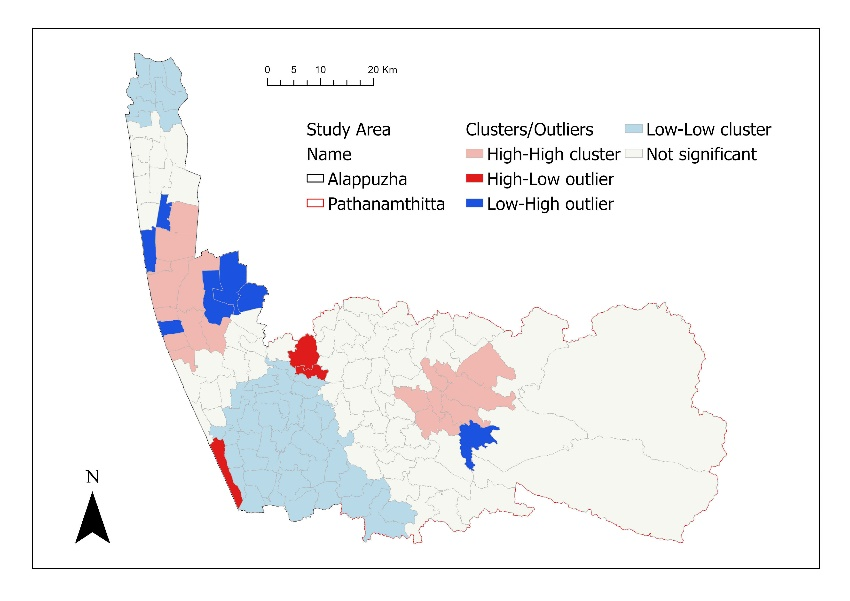 0 5 10 20 Km
Study Area Clusters/Outliers Low-Low cluster
Name High-High cluster Not significant
Alappuzha High-Low outlier
Pathanamthitta Low-High outlier
N